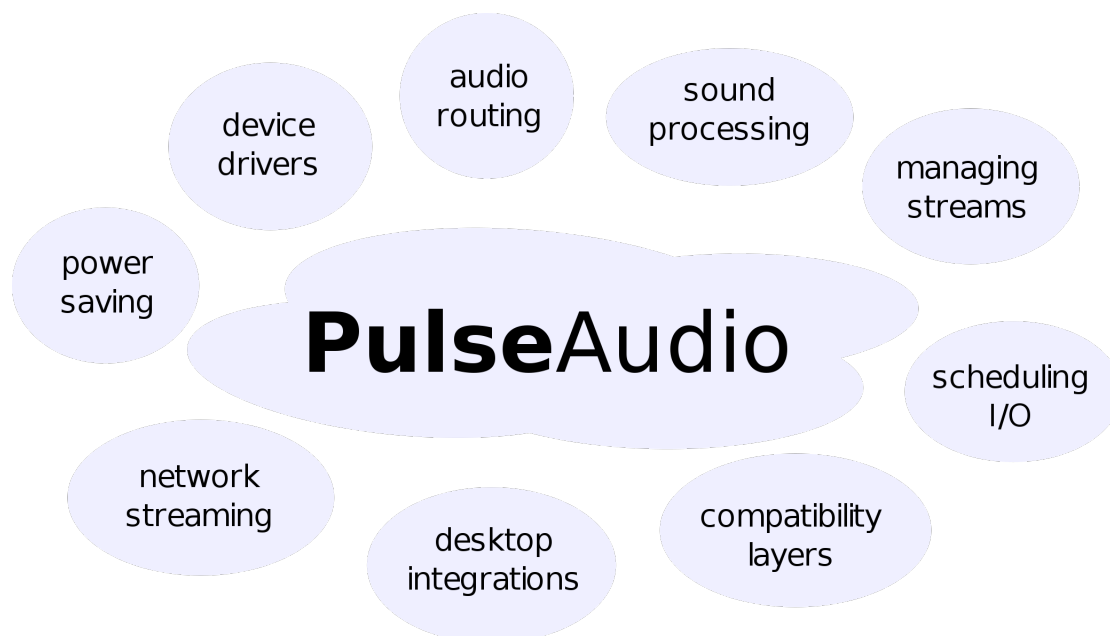 audio
routing
sound
processing
device
drivers
managing
streams
power
saving
PulseAudio
scheduling
I/O
network
streaming
compatibility
layers
desktop
integrations